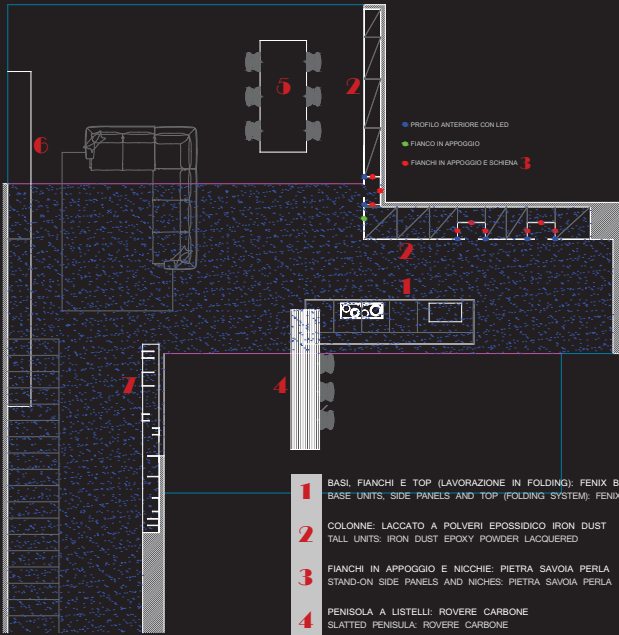 2
5
6
PROFILO ANTERIORE CON LED
FIANCO IN APPOGGIO
FIANCHI IN APPOGGIO E SCHIENA 3
2
1
7
4
1 BASI, FIANCHI E TOP (LAVORAZIONE IN FOLDING): FENIX B
BASE UNITS, SIDE PANELS AND TOP (FOLDING SYSTEM): FENIX
2 COLONNE: LACCATO A POLVERI EPOSSIDICO IRON DUST
TALL UNITS: IRON DUST EPOXY POWDER LACQUERED
3 FIANCHI IN APPOGGIO E NICCHIE: PIETRA SAVOIA PERLA
STAND-ON SIDE PANELS AND NICHES: PIETRA SAVOIA PERLA
4 PENISOLA A LISTELLI: ROVERE CARBONE
SLATTED PENISULA: ROVERE CARBONE